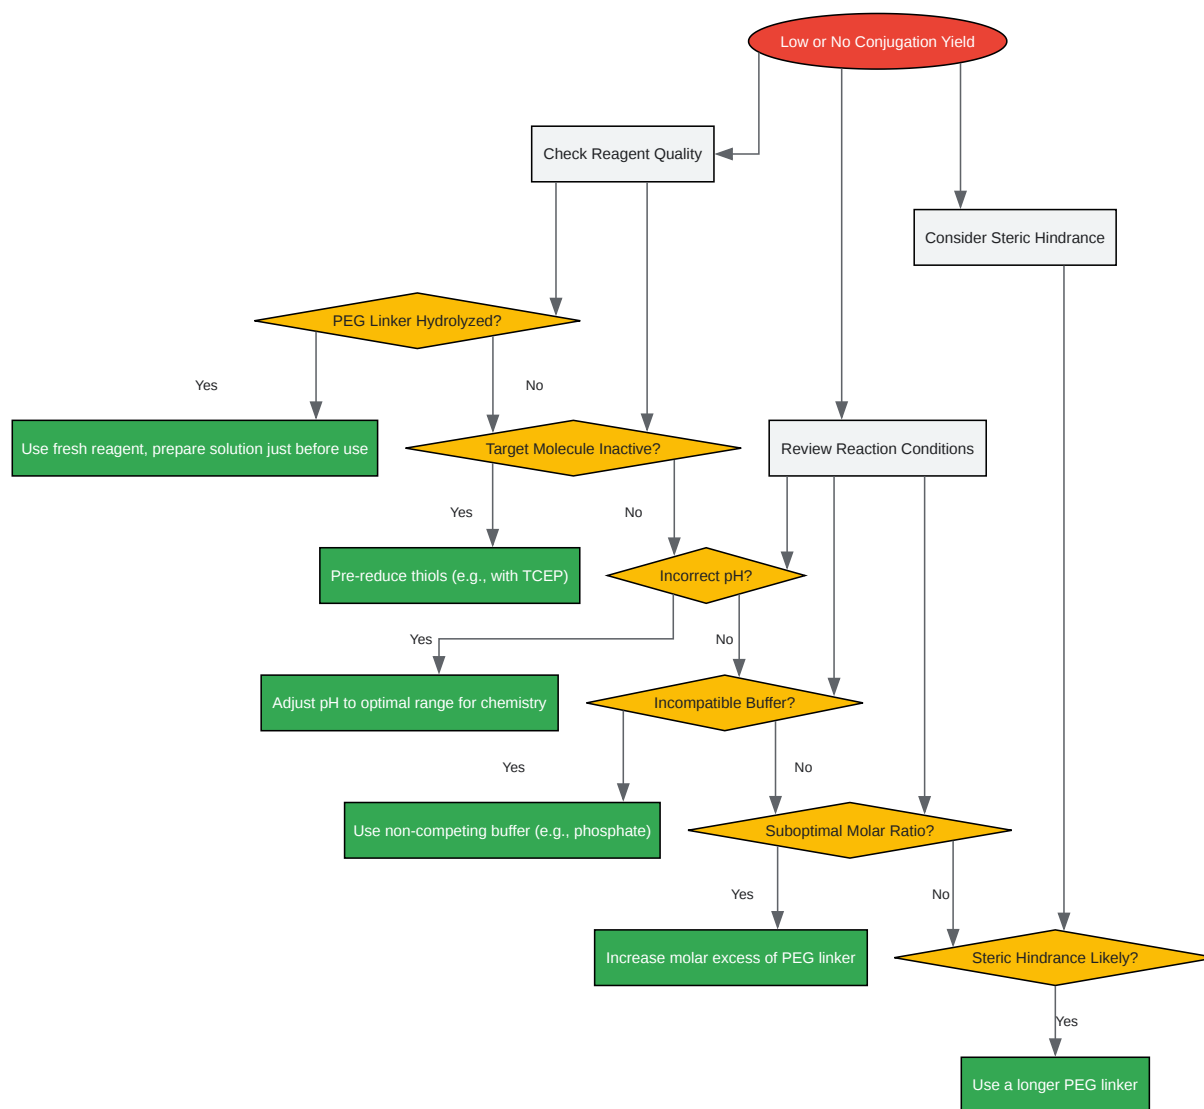 Low or No Conjugation Yield
Check Reagent Quality
Consider Steric Hindrance
PEG Linker Hydrolyzed?
Yes
No
Use fresh reagent, prepare solution just before use
Target Molecule Inactive?
Review Reaction Conditions
Yes
No
Pre-reduce thiols (e.g., with TCEP)
Incorrect pH?
Yes
No
Adjust pH to optimal range for chemistry
Incompatible Buffer?
Yes
No
Use non-competing buffer (e.g., phosphate)
Suboptimal Molar Ratio?
Yes
No
Increase molar excess of PEG linker
Steric Hindrance Likely?
Yes
Use a longer PEG linker